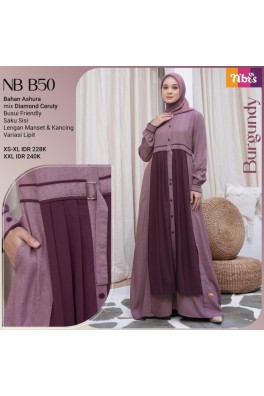 NB B50
Bahan Ashura
mix Diamond Ceruty
Busui Friendly
Saku Sisi
Lengan Manset & Kancing
Variasi Lipit
XS-XL IDR 228K
XXL IDR 240K
Nbi's
Burgundy